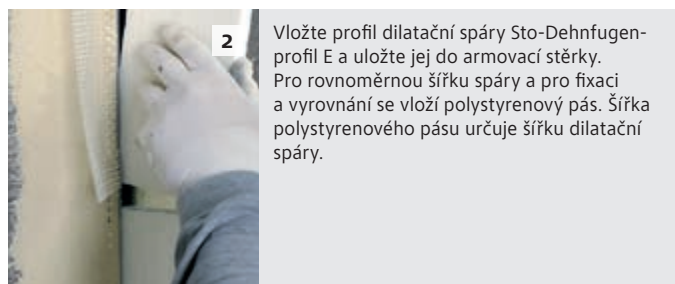 2
Vložte profil dilatační spáry Sto-Dehnfugen-
profil E a uložte jej do armovací stěrky.
Pro rovnoměrnou šířku spáry a pro fixaci
a vyrovnání se vloží polystyrenový pás. Šířka
polystyrenového pásu určuje šířku dilatační
spáry.